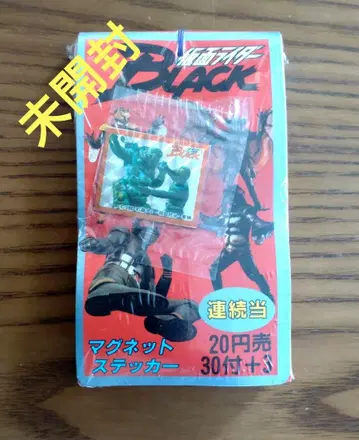 未開封
仮面ライダー
BLACK
BLACK
連続当
マグネット
ステッカー
20円売
30付+3